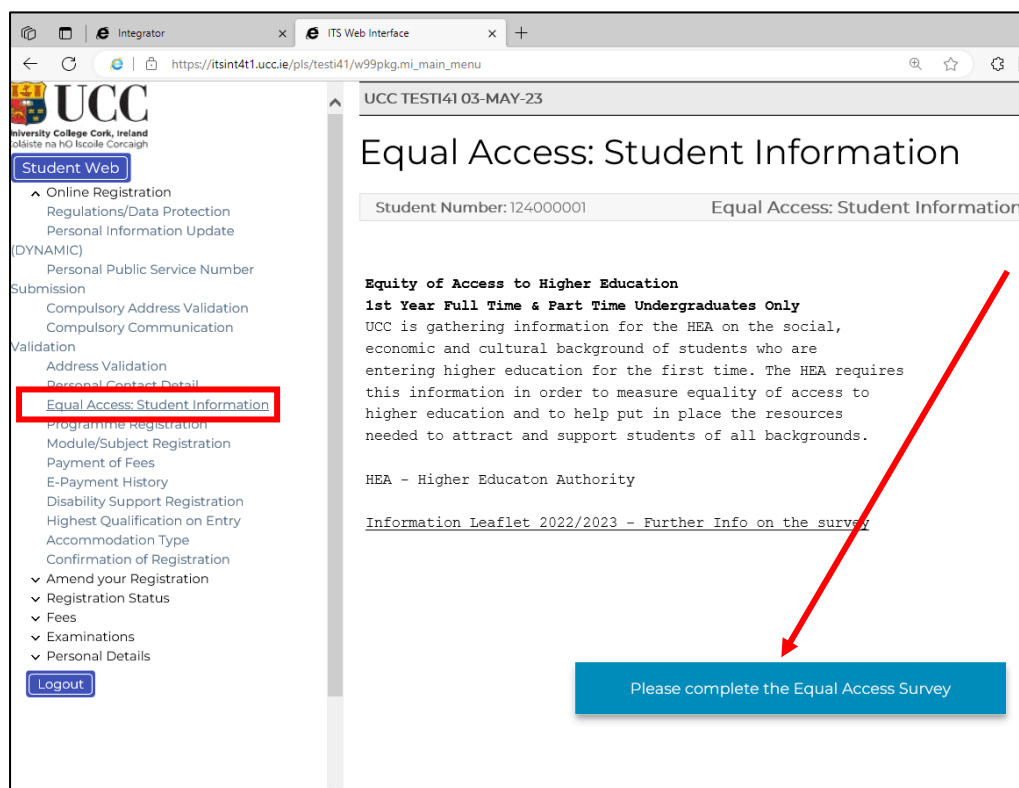 Integrator
ITS Web Interface
https://itsint4t1.ucc.ie/pls/testi41/w99pkg.mi_main_menu
UCC
niversity College Cork, Ireland
oláiste na hO Iscoile Corcaigh
Student Web
Online Registration
Regulations/Data Protection
Personal Information Update
(DYNAMIC)
Personal Public Service Number
Submission
Compulsory Address Validation
Compulsory Communication
Validation
Address Validation
Personal Contact Detail
Equal Access: Student Information
Programme Registration
Module/Subject Registration
Payment of Fees
E-Payment History
Disability Support Registration
Highest Qualification on Entry
Accommodation Type
Confirmation of Registration
Amend your Registration
Registration Status
Fees
Examinations
Personal Details
Logout
UCC TESTI41 03-MAY-23
Equal Access: Student Information
Student Number: 124000001 Equal Access: Student Information
Equity of Access to Higher Education
1st Year Full Time & Part Time Undergraduates Only
UCC is gathering information for the HEA on the social,
economic and cultural background of students who are
entering higher education for the first time. The HEA requires
this information in order to measure equality of access to
higher education and to help put in place the resources
needed to attract and support students of all backgrounds.
HEA - Higher Educaton Authority
Information Leaflet 2022/2023 - Further Info on the survey
Please complete the Equal Access Survey